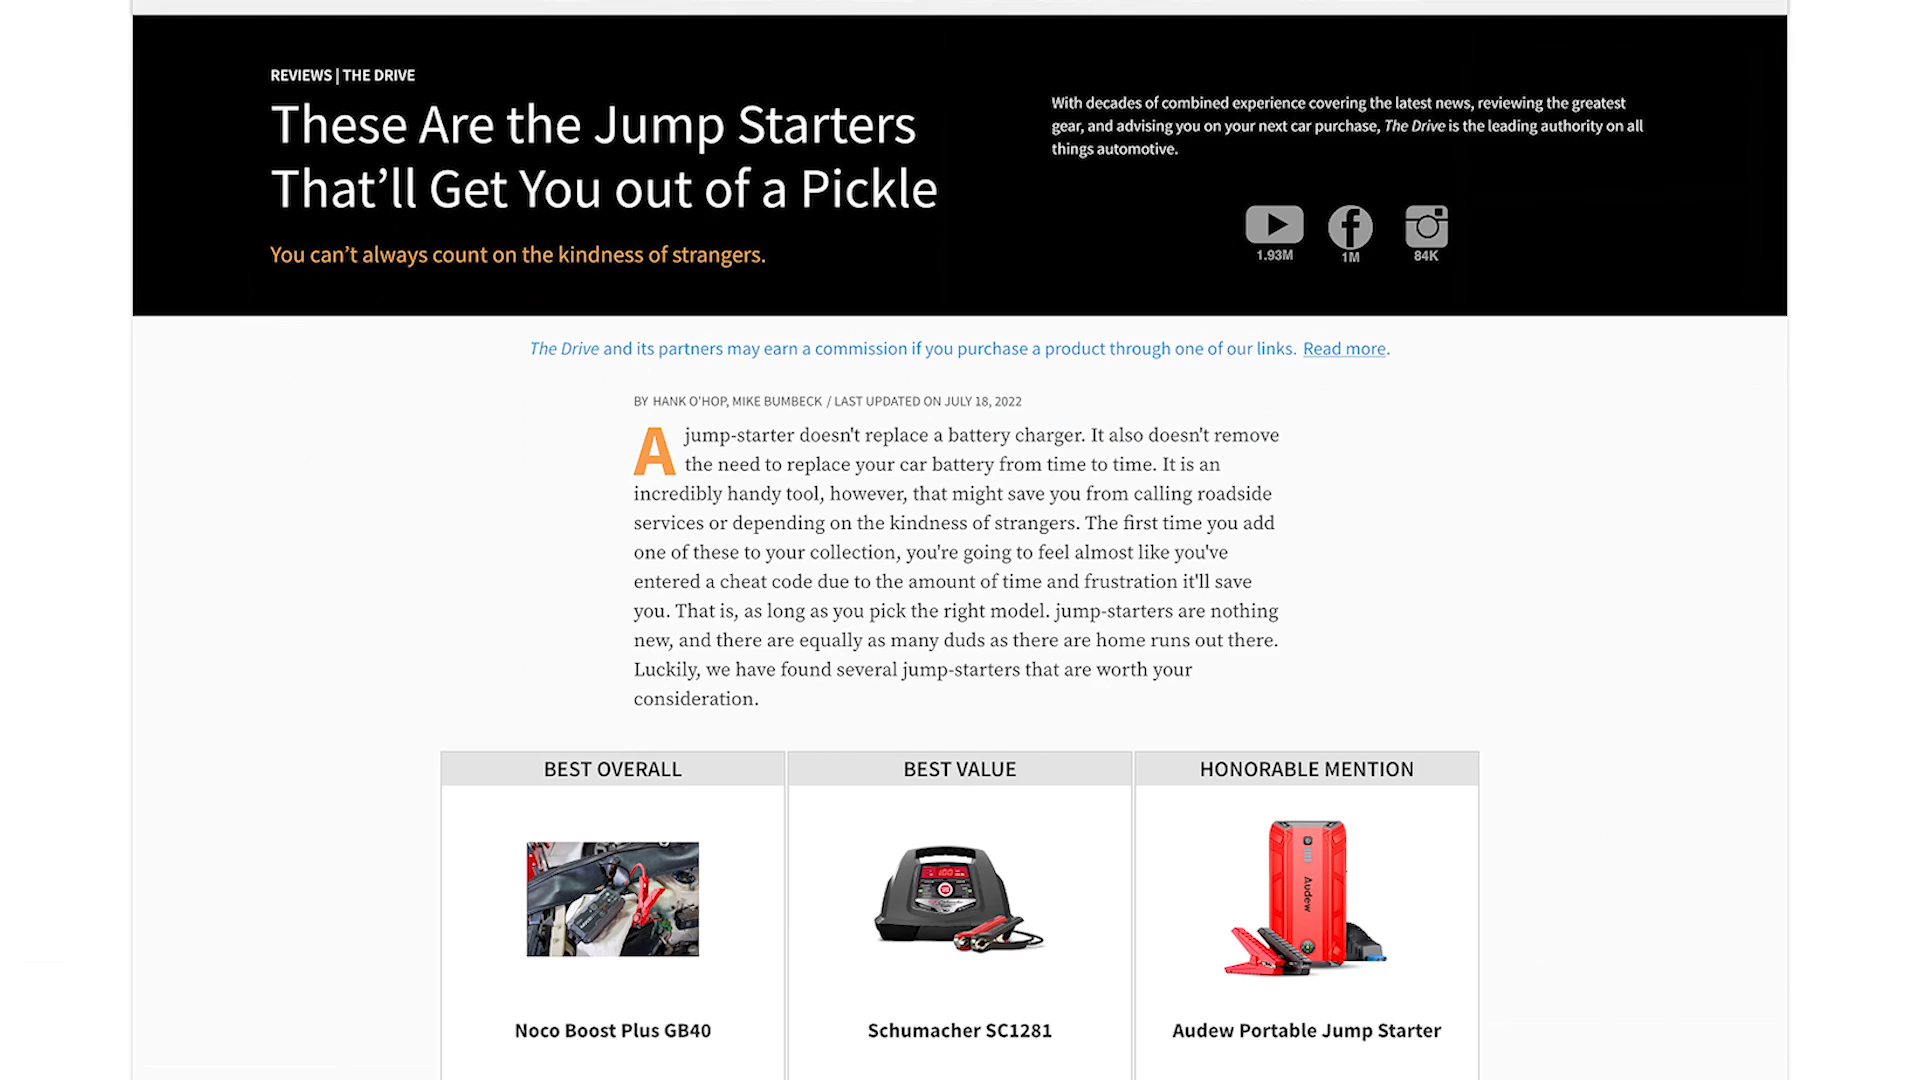 REVIEWS | THE DRIVE
These Are the Jump Starters
That’ll Get You out of a Pickle
You can’t always count on the kindness of strangers.
With decades of combined experience covering the latest news, reviewing the greatest
gear, and advising you on your next car purchase, The Drive is the leading authority on all
things automotive.
1.93M
1M
84K
The Drive and its partners may earn a commission if you purchase a product through one of our links. Read more.
BY HANK O'HOP, MIKE BUMBECK / LAST UPDATED ON JULY 18, 2022
A jump-starter doesn't replace a battery charger. It also doesn't remove
the need to replace your car battery from time to time. It is an
incredibly handy tool, however, that might save you from calling roadside
services or depending on the kindness of strangers. The first time you add
one of these to your collection, you're going to feel almost like you've
entered a cheat code due to the amount of time and frustration it'll save
you. That is, as long as you pick the right model. jump-starters are nothing
new, and there are equally as many duds as there are home runs out there.
Luckily, we have found several jump-starters that are worth your
consideration.
BEST OVERALL
BEST VALUE
HONORABLE MENTION
100
Audew
Noco Boost Plus GB40
Schumacher SC1281
Audew Portable Jump Starter